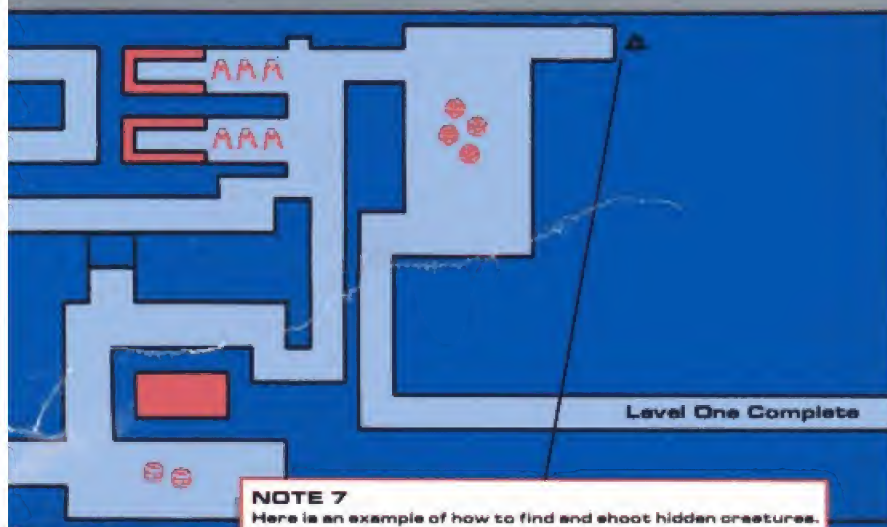 Level One Complete
NOTE 7
Here is an example of how to find and shoot hidden creatures.